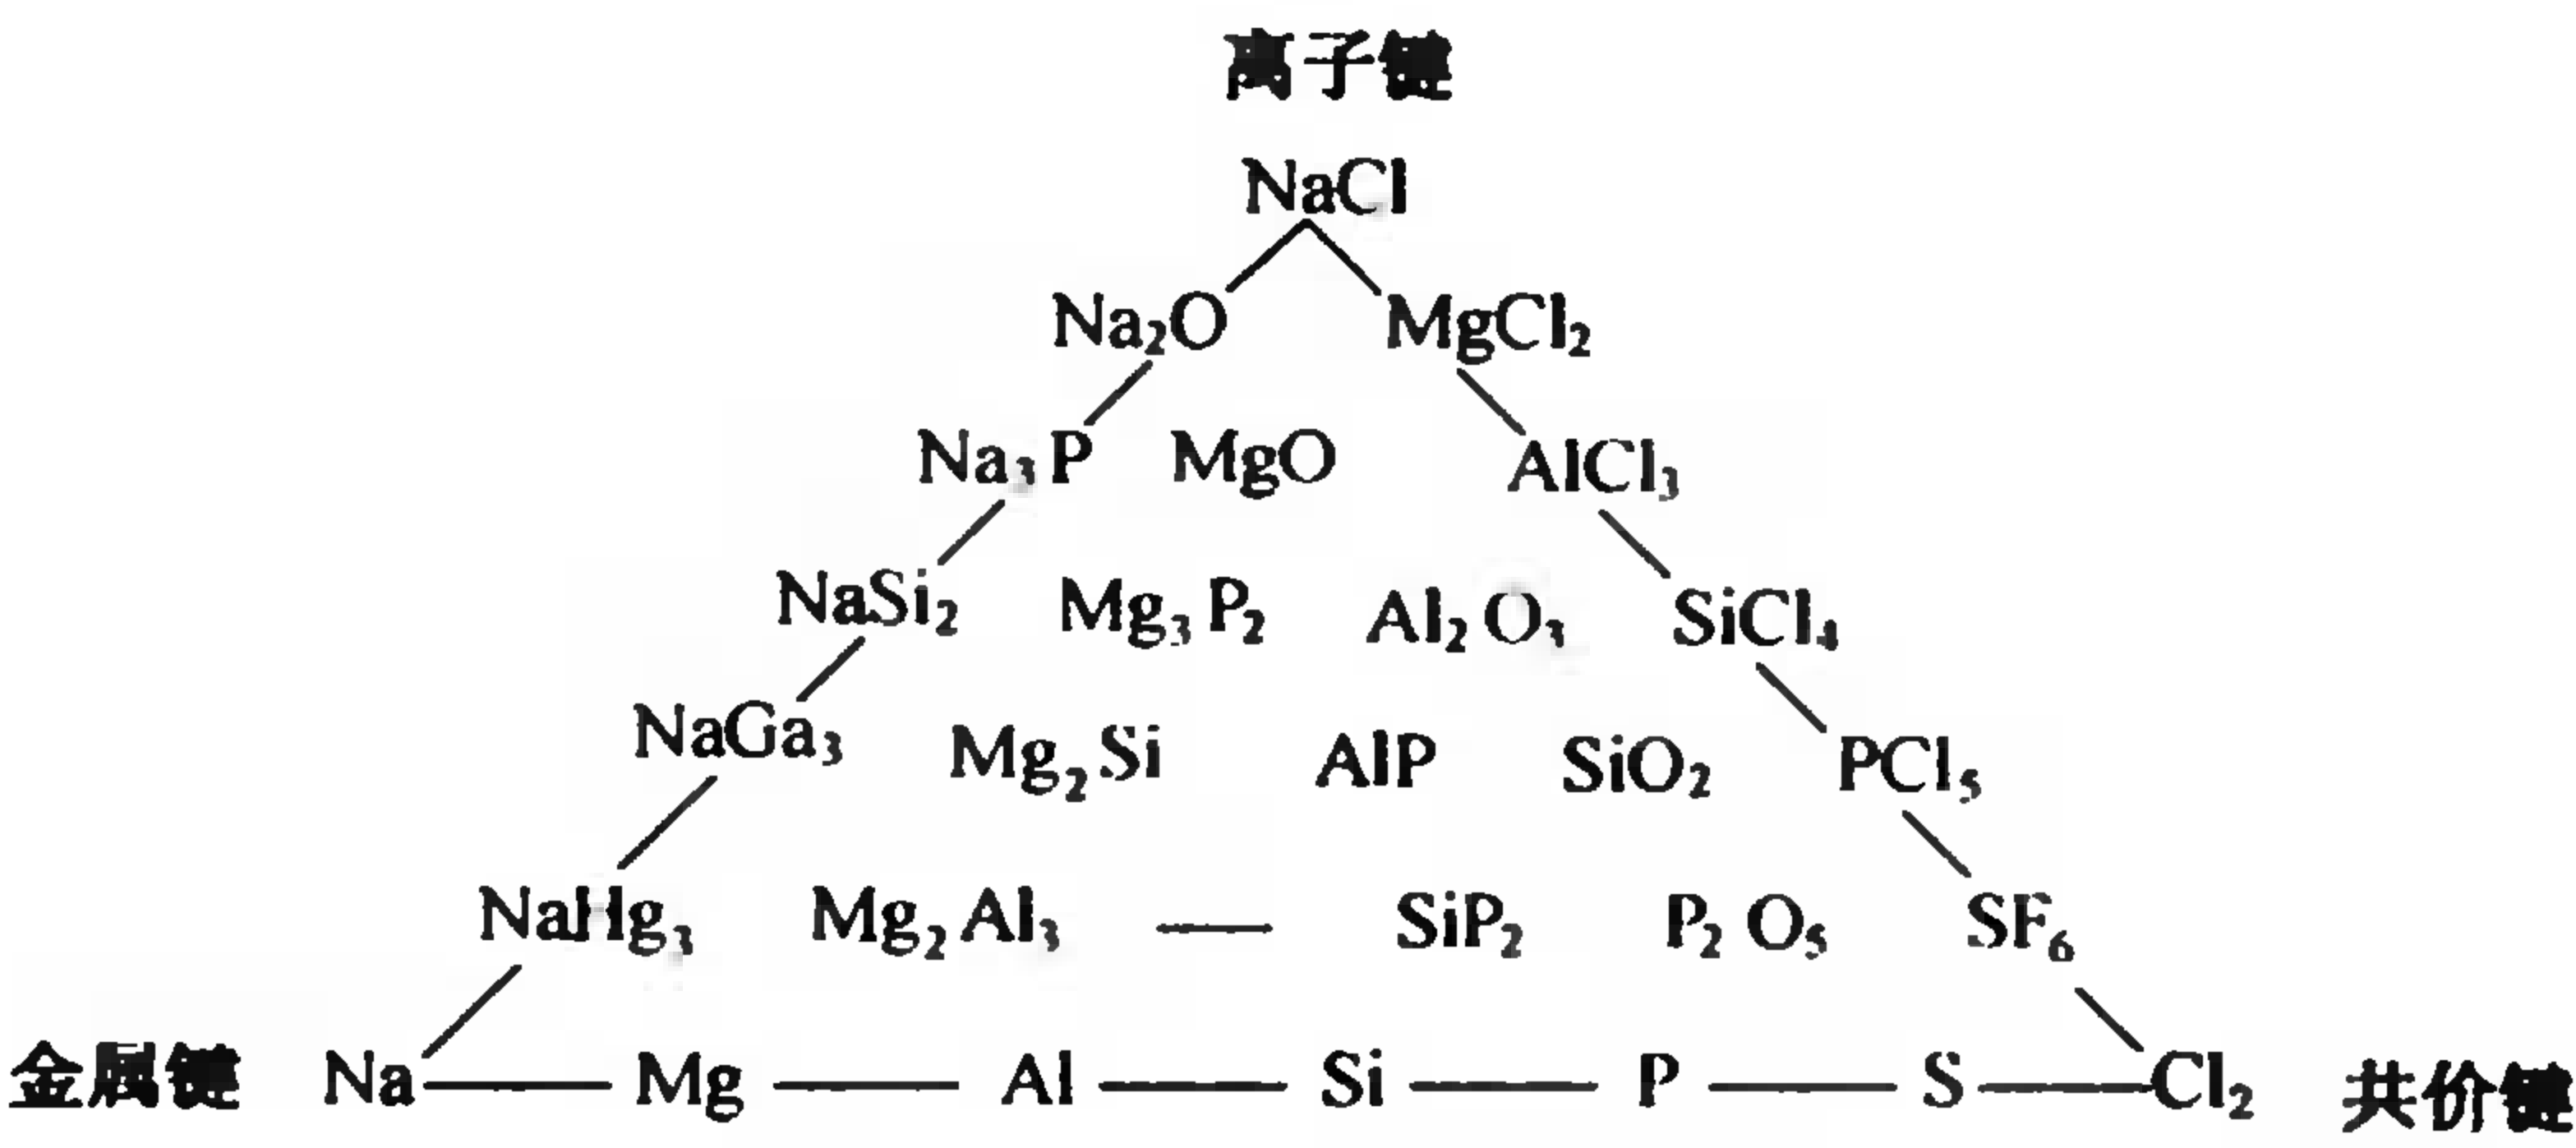 离子键
NaCl
Na₂O MgCl₂
Na₃P MgO AlCl₃
NaSi₂ Mg₃P₂ Al₂O₃ SiCl₄
NaGa₃ Mg₂Si AlP SiO₂ PCl₅
NaHg₃ Mg₂Al₃ — SiP₂ P₂O₅ SF₆
金属键 Na Mg Al Si P S Cl₂ 共价键